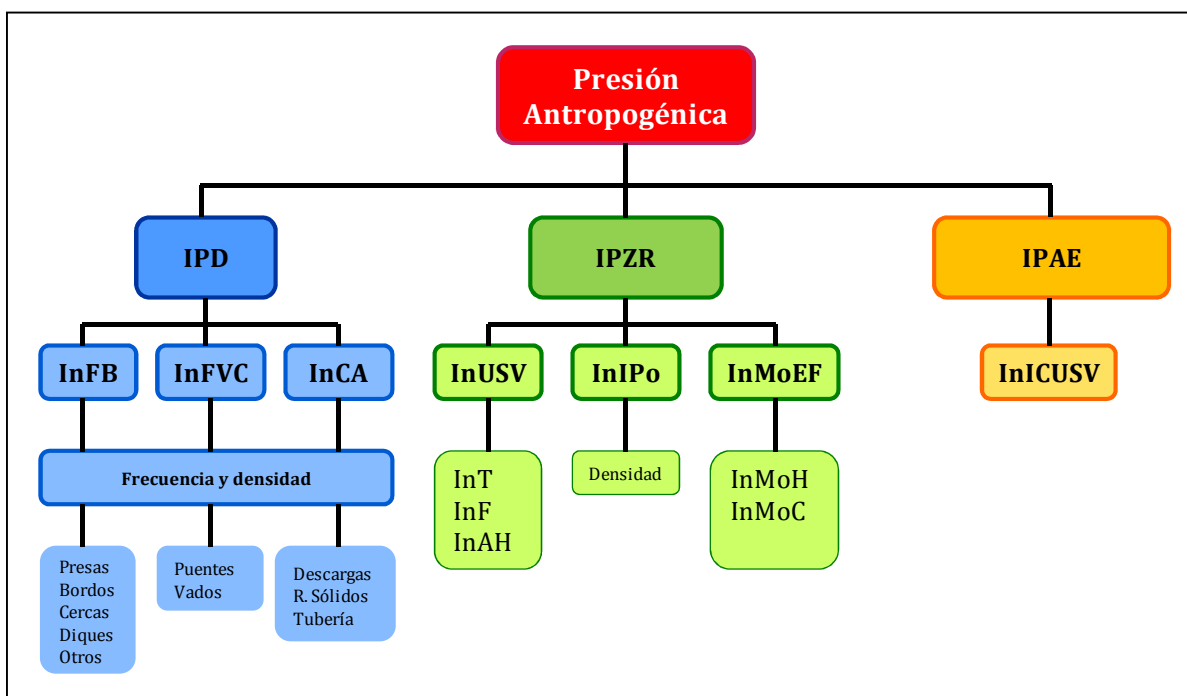 Presión
Antropogénica
IPD
IPZR
IPAE
InFB
InFVC
InCA
InUSV
InIPo
InMoEF
InICUSV
Frecuencia y densidad
InT
InF
InAH
Densidad
InMoH
InMoC
Presas
Bordos
Cercas
Diques
Otros
Puentes
Vados
Descargas
R. Sólidos
Tubería